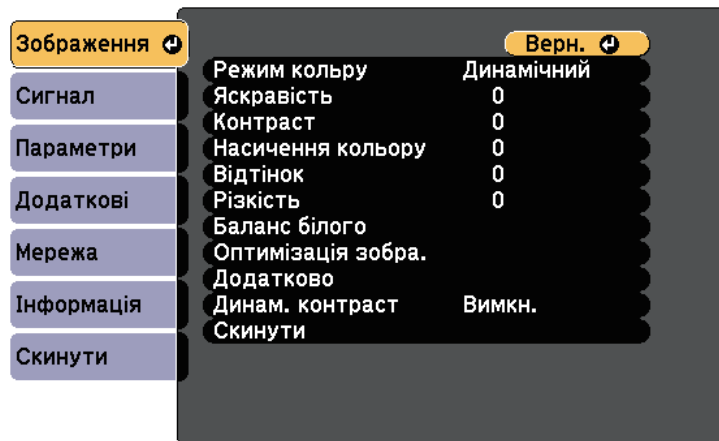 Зображення
Сигнал
Параметри
Додаткові
Мережа
Інформація
Скинути
Верн.
Режим кольру Динамічний
Яскравість 0
Контраст 0
Насичення кольору 0
Відтінок 0
Різкість 0
Баланс білого
Оптимізація зобра.
Додатково
Динам. контраст Вимкн.
Скинути